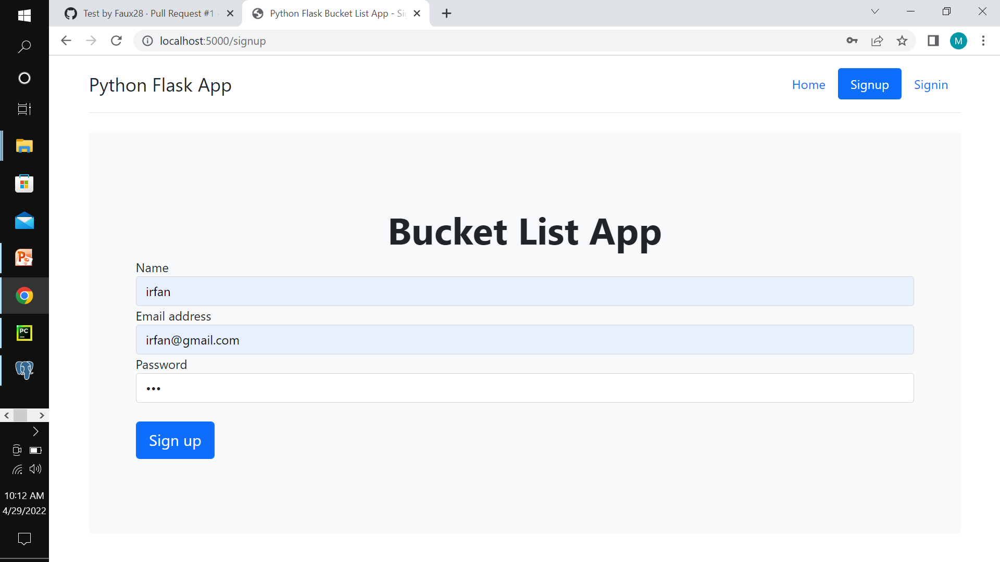 Test by Faux28 · Pull Request #1 ·
Python Flask Bucket List App - Si
localhost:5000/signup
M
Python Flask App
Home
Signup
Signin
Bucket List App
Name
irfan
Email address
irfan@gmail.com
Password
•••
Sign up
P
PC
10:12 AM
4/29/2022